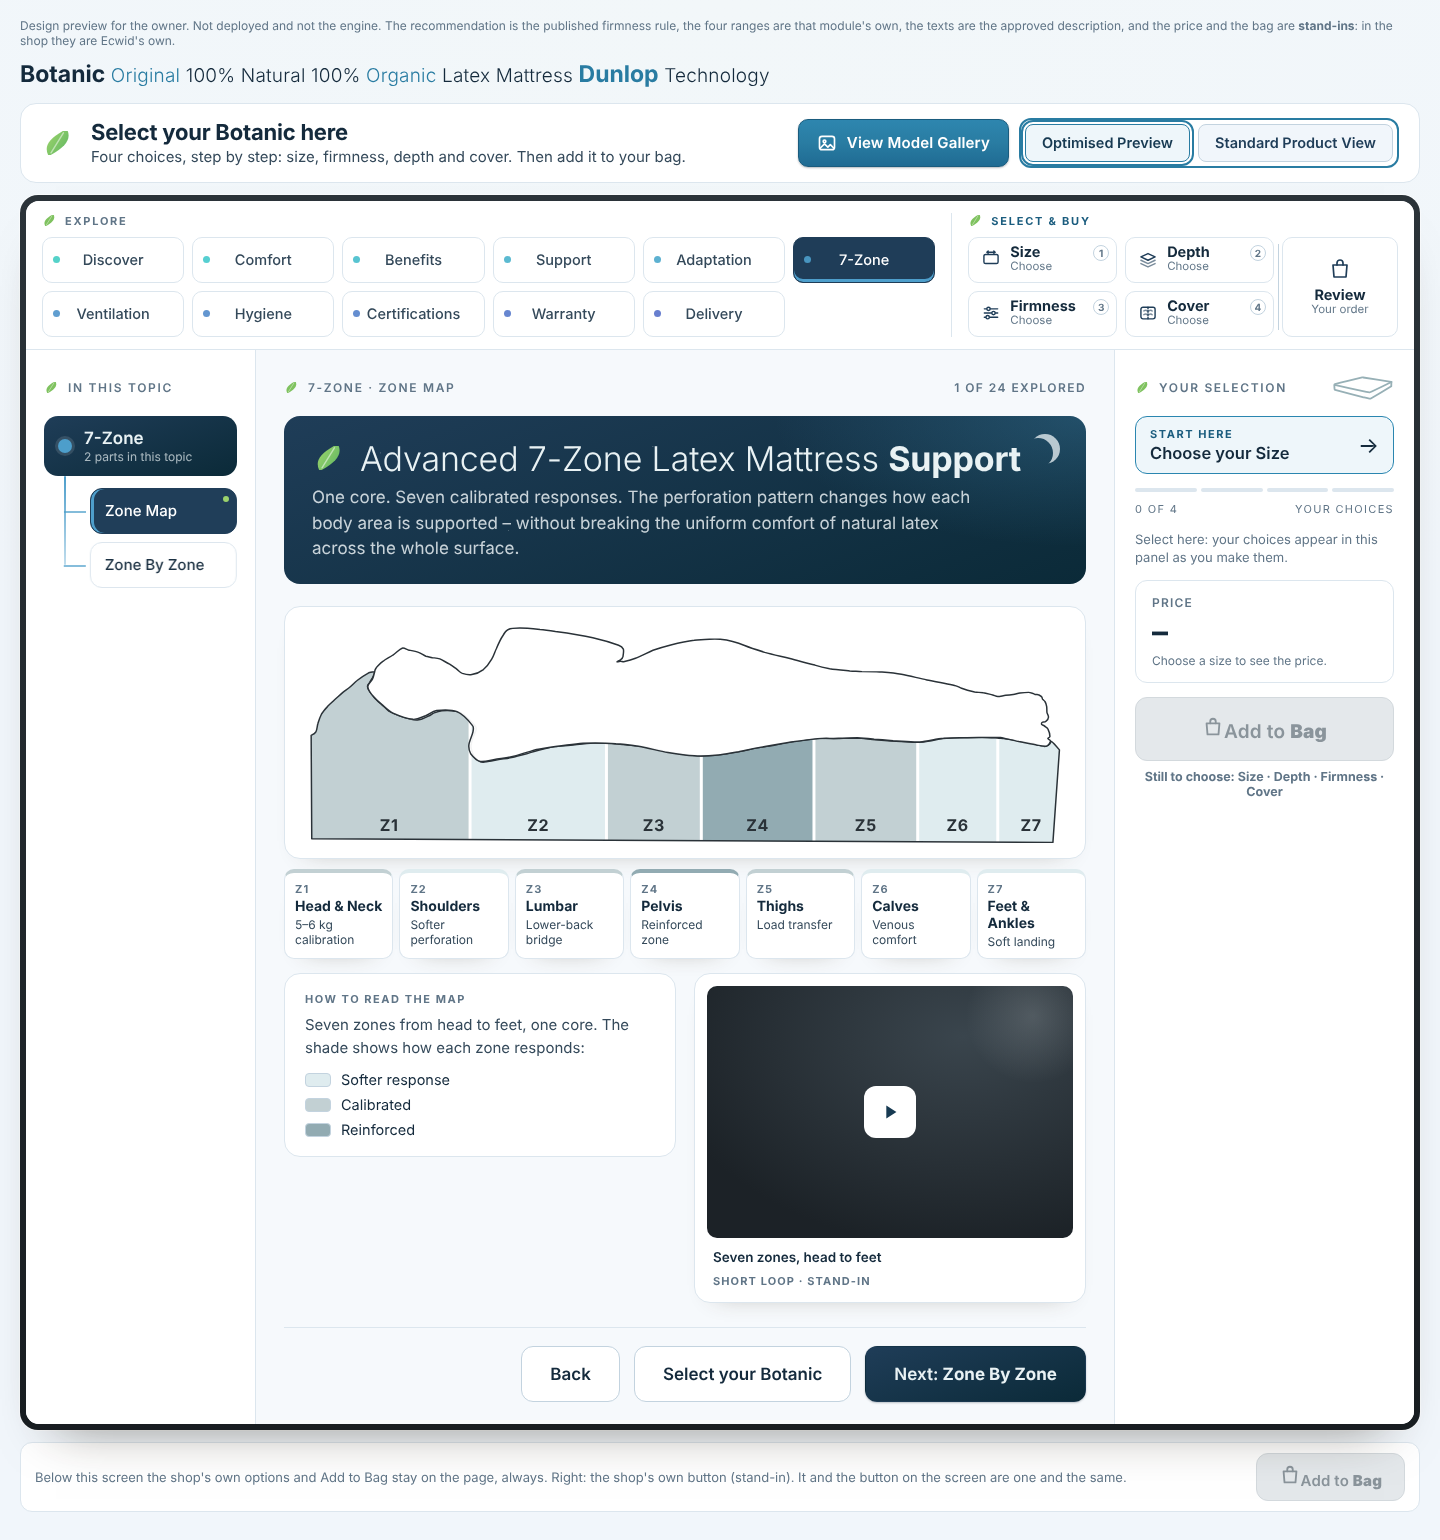 Design preview for the owner. Not deployed and not the engine. The recommendation is the published firmness rule, the four ranges are that module's own, the texts are the approved description, and the price and the bag are stand-ins: in the
shop they are Ecwid's own.
Botanic Original 100% Natural 100% Organic Latex Mattress Dunlop Technology
Select your Botanic here
Four choices, step by step: size, firmness, depth and cover. Then add it to your bag.
View Model Gallery
Optimised Preview
Standard Product View
EXPLORE
Discover
Comfort
Benefits
Support
Adaptation
7-Zone
Ventilation
Hygiene
Certifications
Warranty
Delivery
SELECT & BUY
Size
Choose
1
Depth
Choose
2
Firmness
Choose
3
Cover
Choose
4
Review
Your order
IN THIS TOPIC
7-Zone
2 parts in this topic
Zone Map
Zone By Zone
7-ZONE · ZONE MAP
1 OF 24 EXPLORED
Advanced 7-Zone Latex Mattress Support
One core. Seven calibrated responses. The perforation pattern changes how each
body area is supported – without breaking the uniform comfort of natural latex
across the whole surface.
Z1
Z2
Z3
Z4
Z5
Z6
Z7
Z1
Head & Neck
5–6 kg
calibration
Z2
Shoulders
Softer
perforation
Z3
Lumbar
Lower-back
bridge
Z4
Pelvis
Reinforced
zone
Z5
Thighs
Load transfer
Z6
Calves
Venous
comfort
Z7
Feet &
Ankles
Soft landing
HOW TO READ THE MAP
Seven zones from head to feet, one core. The
shade shows how each zone responds:
Softer response
Calibrated
Reinforced
Seven zones, head to feet
SHORT LOOP · STAND-IN
Back
Select your Botanic
Next: Zone By Zone
YOUR SELECTION
START HERE
Choose your Size
0 OF 4
YOUR CHOICES
Select here: your choices appear in this
panel as you make them.
PRICE
–
Choose a size to see the price.
Add to Bag
Still to choose: Size · Depth · Firmness ·
Cover
Below this screen the shop's own options and Add to Bag stay on the page, always. Right: the shop's own button (stand-in). It and the button on the screen are one and the same.
Add to Bag